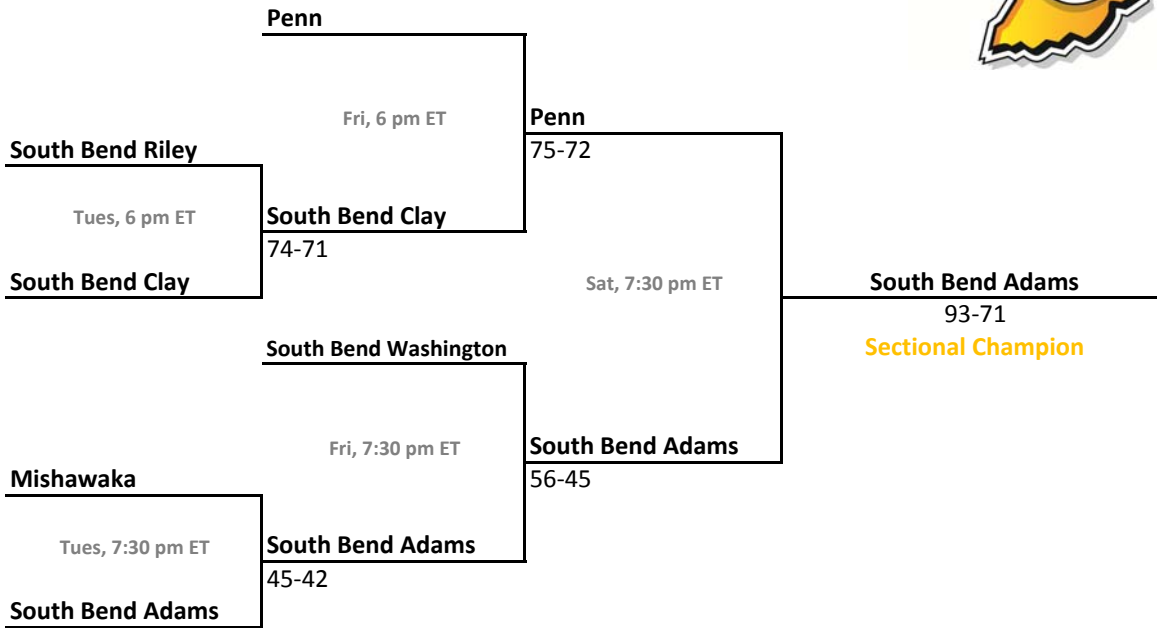 Penn
Fri, 6 pm ET
Penn
South Bend Riley
75-72
Tues, 6 pm ET
South Bend Clay
74-71
South Bend Clay
Sat, 7:30 pm ET
South Bend Adams
93-71
South Bend Washington
Sectional Champion
Fri, 7:30 pm ET
South Bend Adams
Mishawaka
56-45
Tues, 7:30 pm ET
South Bend Adams
45-42
South Bend Adams